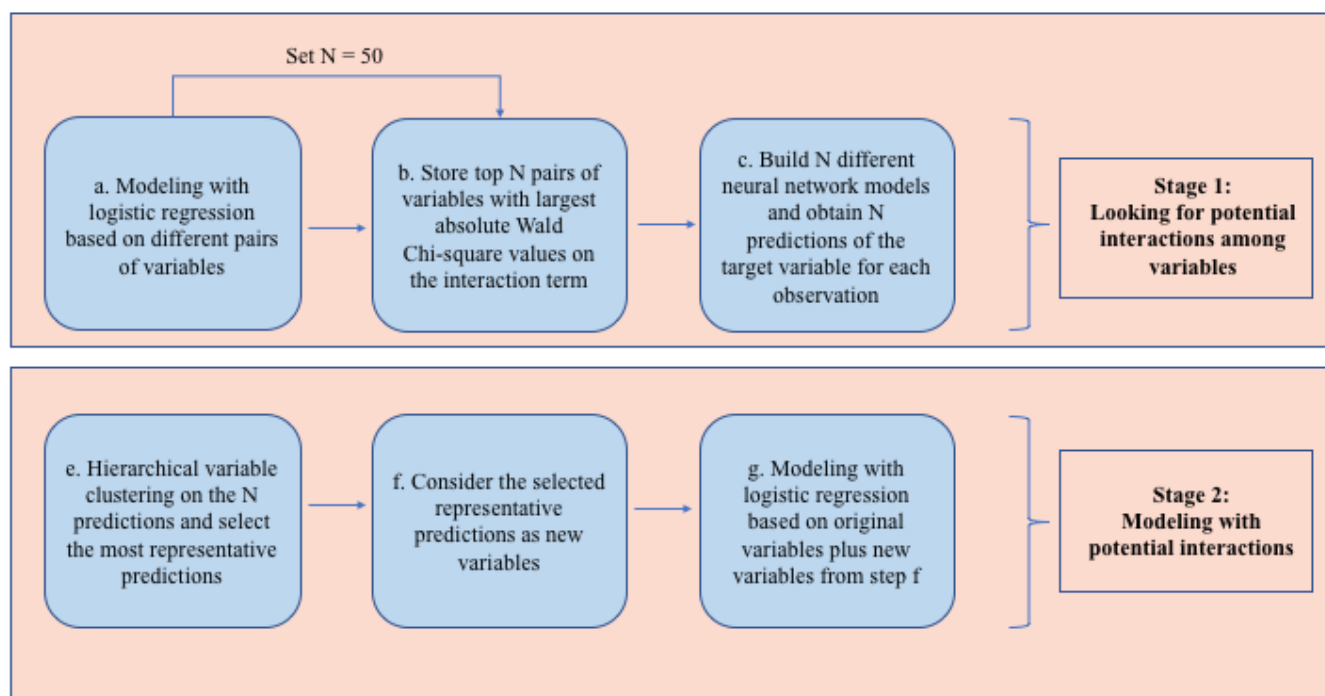 Set N = 50
a. Modeling with
logistic regression
based on different pairs
of variables
b. Store top N pairs of
variables with largest
absolute Wald
Chi-square values on
the interaction term
c. Build N different
neural network models
and obtain N
predictions of the
target variable for each
observation
Stage 1:
Looking for potential
interactions among
variables
e. Hierarchical variable
clustering on the N
predictions and select
the most representative
predictions
f. Consider the selected
representative
predictions as new
variables
g. Modeling with
logistic regression
based on original
variables plus new
variables from step f
Stage 2:
Modeling with
potential interactions